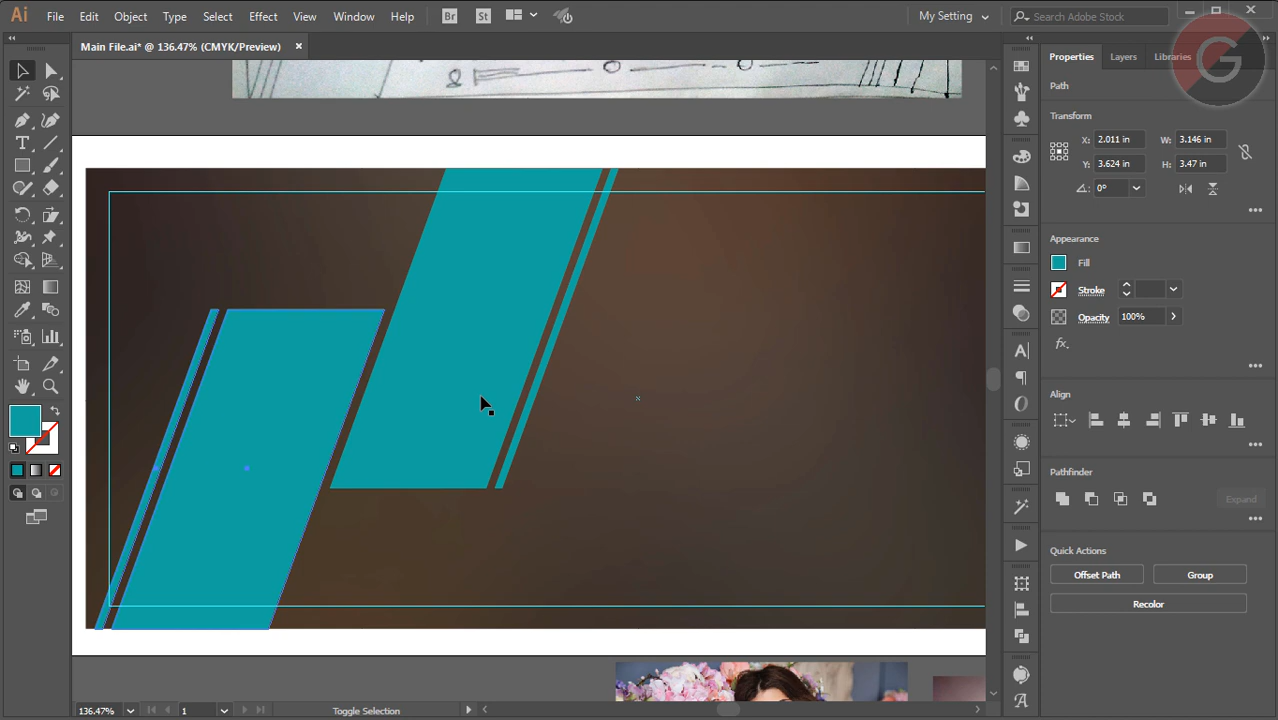 Ai File Edit Object Type Select Effect View Window Help Br St My Setting Search Adobe Stock
Main File.ai* @ 136.47% (CMYK/Preview) ×
Properties Layers Libraries
G
Path
Transform
X: 2.011 in W: 3.146 in
Y: 3.624 in H: 3.47 in
0°
Appearance
Fill
Stroke
Opacity 100%
fx.
Align
Pathfinder
Expand
Quick Actions
Offset Path Group
Recolor
136.47% 1 Toggle Selection